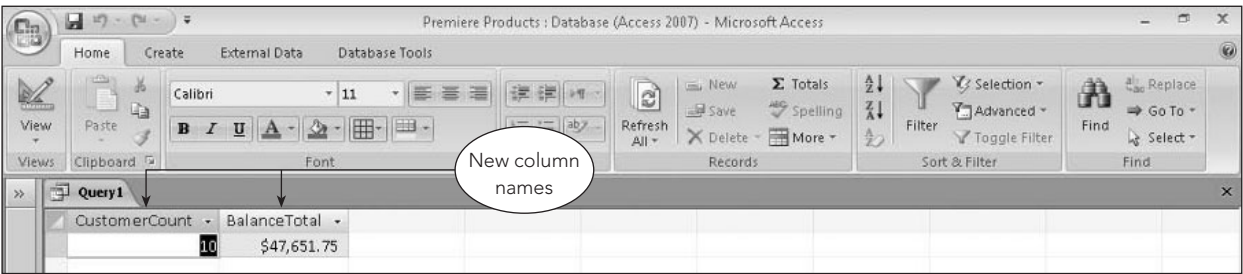 Premiere Products : Database (Access 2007) - Microsoft Access
Home Create External Data Database Tools
View
Paste
Calibri 11
B I U A
ab
Refresh All
New
Save
Delete
Σ Totals
Spelling
More
Filter
Selection
Advanced
Toggle Filter
Find
Replace
Go To
Select
Views Clipboard Font Records Sort & Filter Find
New column names
Query1
CustomerCount BalanceTotal
10 $47,651.75